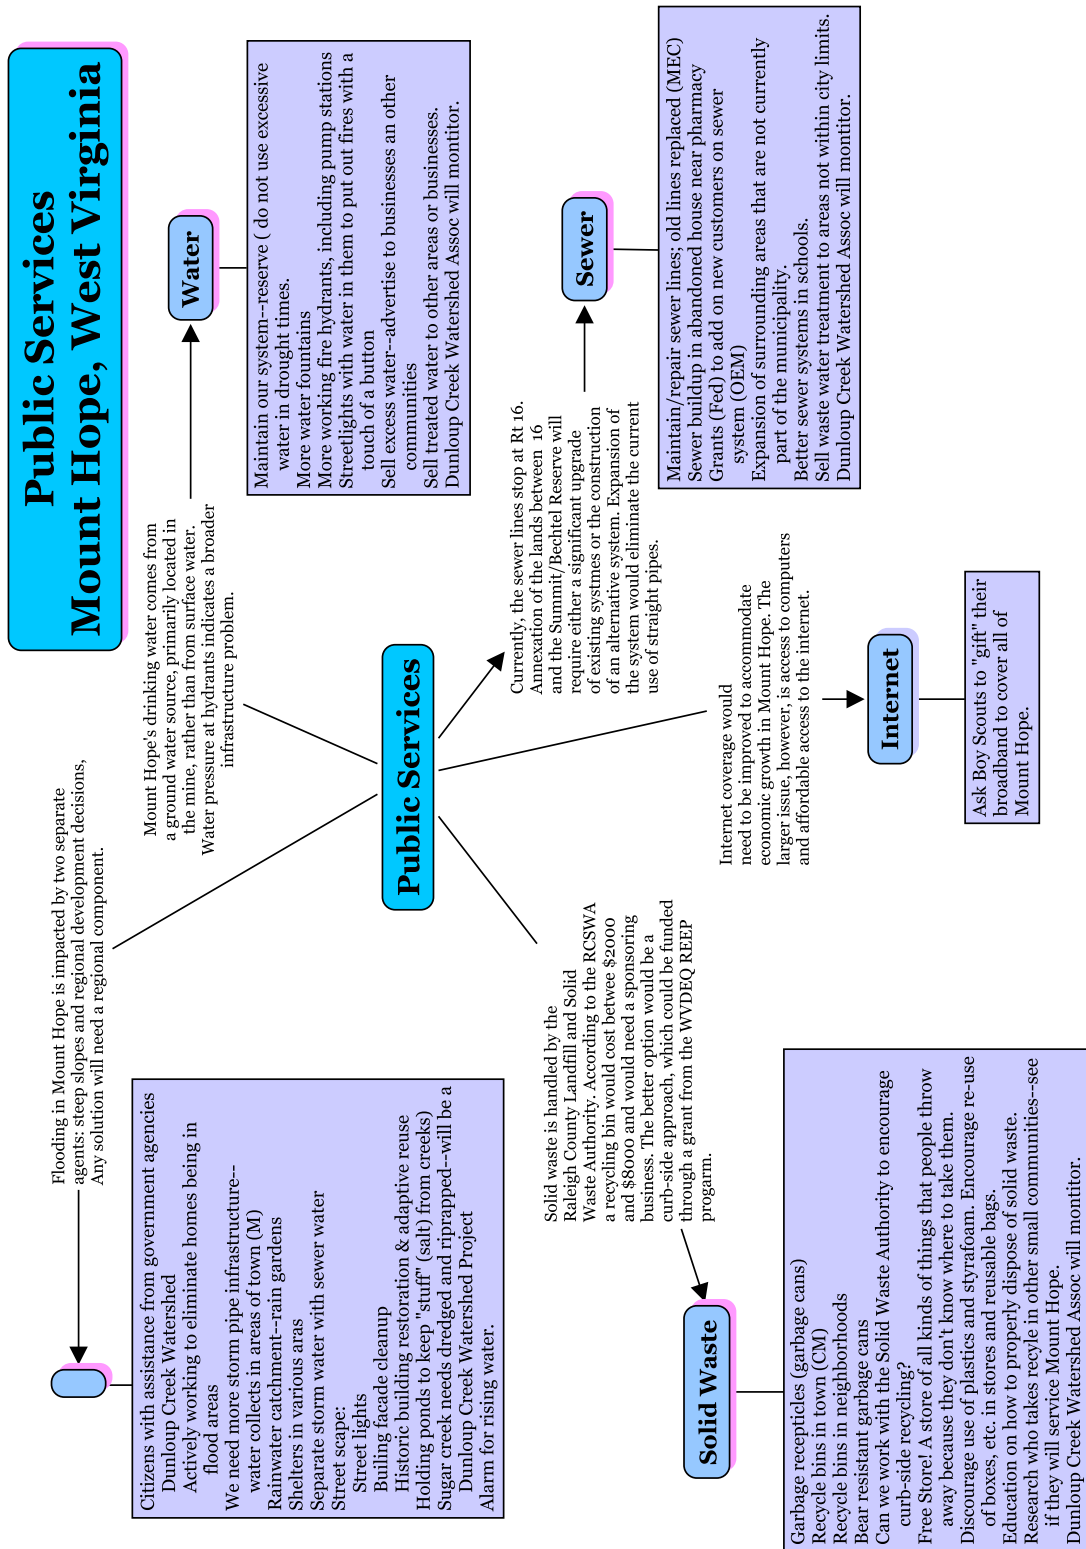 Public Services
Mount Hope, West Virginia
Flooding in Mount Hope is impacted by two separate
agents: steep slopes and regional development decisions,
Any solution will need a regional component.
Citizens with assistance from government agencies
Dunloup Creek Watershed
Actively working to eliminate homes being in
flood areas
We need more storm pipe infrastructure--
water collects in areas of town (M)
Rainwater catchment--rain gardens
Shelters in various aras
Separate storm water with sewer water
Street scape:
Street lights
Builing facade cleanup
Historic building restoration & adaptive reuse
Holding ponds to keep "stuff" (salt) from creeks)
Sugar creek needs dredged and riprapped--will be a
Dunloup Creek Watershed Project
Alarm for rising water.
Mount Hope's drinking water comes from
a ground water source, primarily located in
the mine, rather than from surface water.
Water pressure at hydrants indicates a broader
infrastructure problem.
Water
Maintain our system--reserve ( do not use excessive
water in drought times.
More water fountains
More working fire hydrants, including pump stations
Streetlights with water in them to put out fires with a
touch of a button
Sell excess water--advertise to businesses an other
communities
Sell treated water to other areas or businesses.
Dunloup Creek Watershed Assoc will montitor.
Public Services
Currently, the sewer lines stop at Rt 16.
Annexation of the lands between 16
and the Summit/Bechtel Reserve will
require either a significant upgrade
of existing systmes or the construction
of an alternative system. Expansion of
the system would eliminate the current
use of straight pipes.
Sewer
Maintain/repair sewer lines; old lines replaced (MEC)
Sewer buildup in abandoned house near pharmacy
Grants (Fed) to add on new customers on sewer
system (OEM)
Expansion of surrounding areas that are not currently
part of the municipality.
Better sewer systems in schools.
Sell waste water treatment to areas not within city limits.
Dunloup Creek Watershed Assoc will montitor.
Solid waste is handled by the
Raleigh County Landfill and Solid
Waste Authority. According to the RCSWA
a recycling bin would cost betwee $2000
and $8000 and would need a sponsoring
business. The better option would be a
curb-side approach, which could be funded
through a grant from the WVDEQ REEP
progarm.
Solid Waste
Garbage recepticles (garbage cans)
Recycle bins in town (CM)
Recycle bins in neighborhoods
Bear resistant garbage cans
Can we work with the Solid Waste Authority to encourage
curb-side recycling?
Free Store! A store of all kinds of things that people throw
away because they don't know where to take them.
Discourage use of plastics and styrafoam. Encourage re-use
of boxes, etc. in stores and reusable bags.
Education on how to properly dispose of solid waste.
Research who takes recyle in other small communities--see
if they will service Mount Hope.
Dunloup Creek Watershed Assoc will montitor.
Internet coverage would
need to be improved to accommodate
economic growth in Mount Hope. The
larger issue, however, is access to computers
and affordable access to the internet.
Internet
Ask Boy Scouts to "gift" their
broadband to cover all of
Mount Hope.